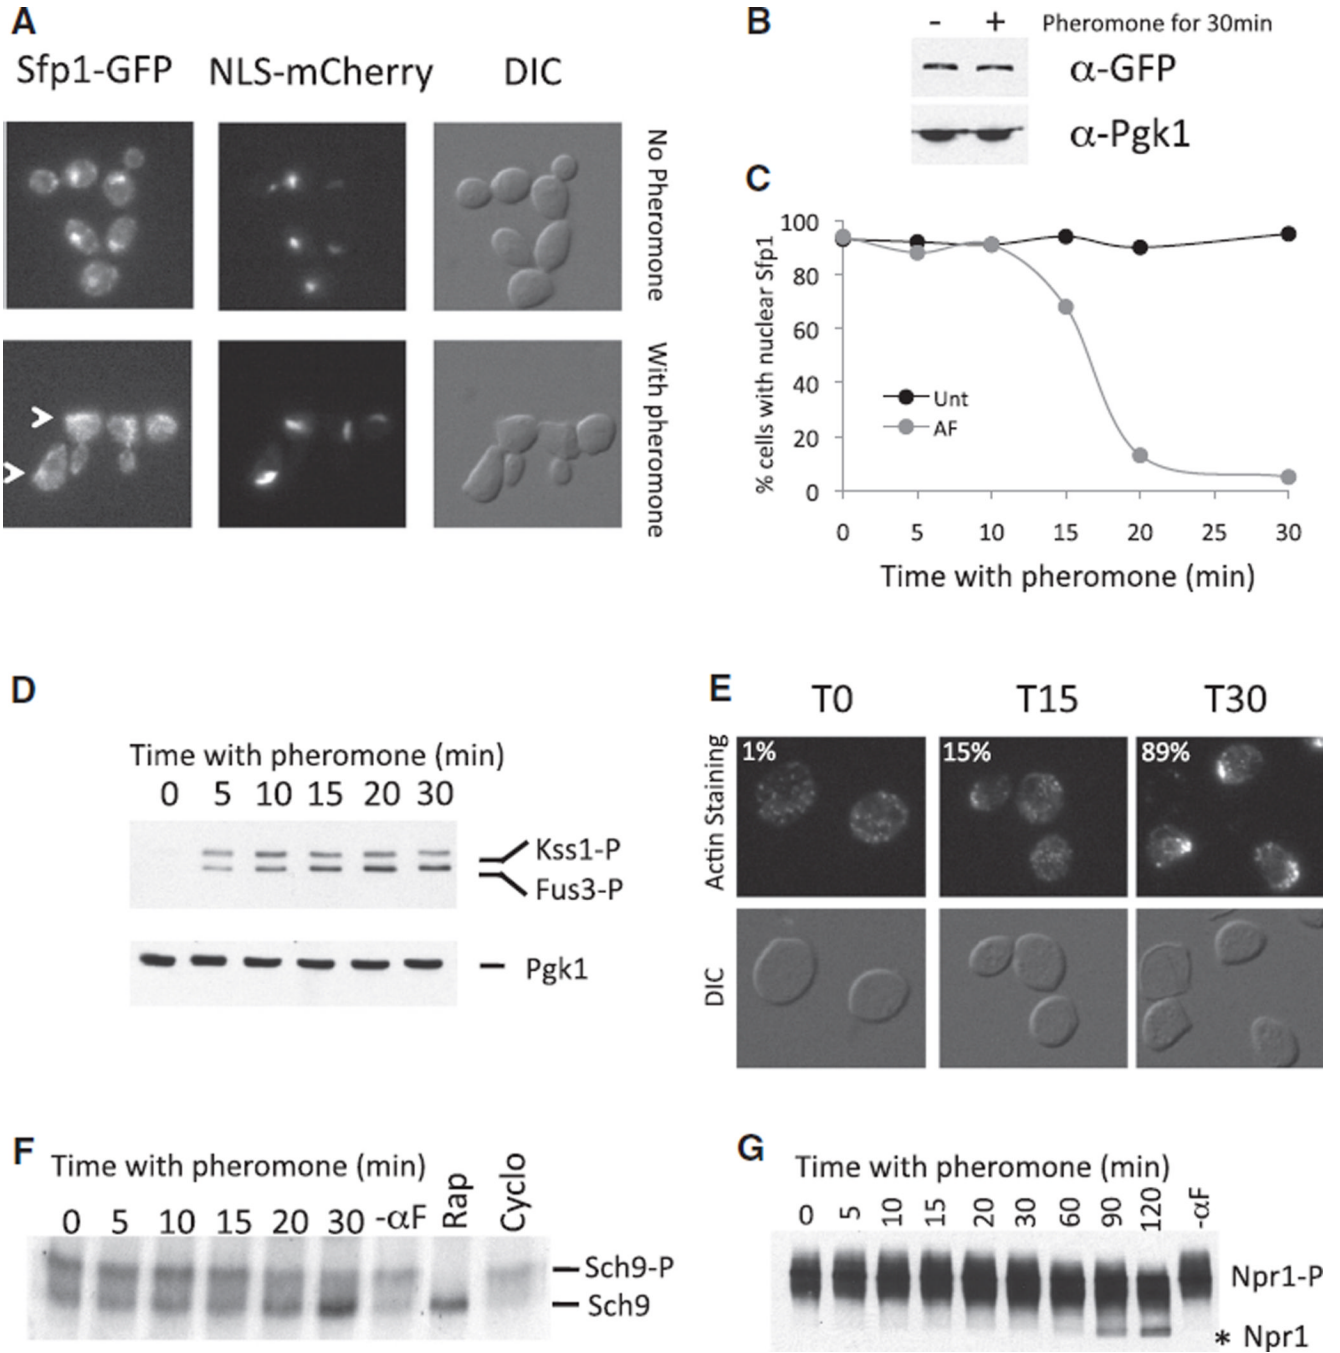 A
Sfp1-GFP NLS-mCherry DIC
No Pheromone
With pheromone
B
- + Pheromone for 30min
α-GFP
α-Pgk1
C
% cells with nuclear Sfp1
100
80
60
40
20
0
Unt
AF
0 5 10 15 20 25 30
Time with pheromone (min)
D
Time with pheromone (min)
0 5 10 15 20 30
Kss1-P
Fus3-P
Pgk1
E
T0 T15 T30
Actin Staining
1% 15% 89%
DIC
F
Time with pheromone (min)
0 5 10 15 20 30 -αF Rap Cyclo
Sch9-P
Sch9
G
Time with pheromone (min)
0 5 10 15 20 30 60 90 120 -αF
Npr1-P
* Npr1